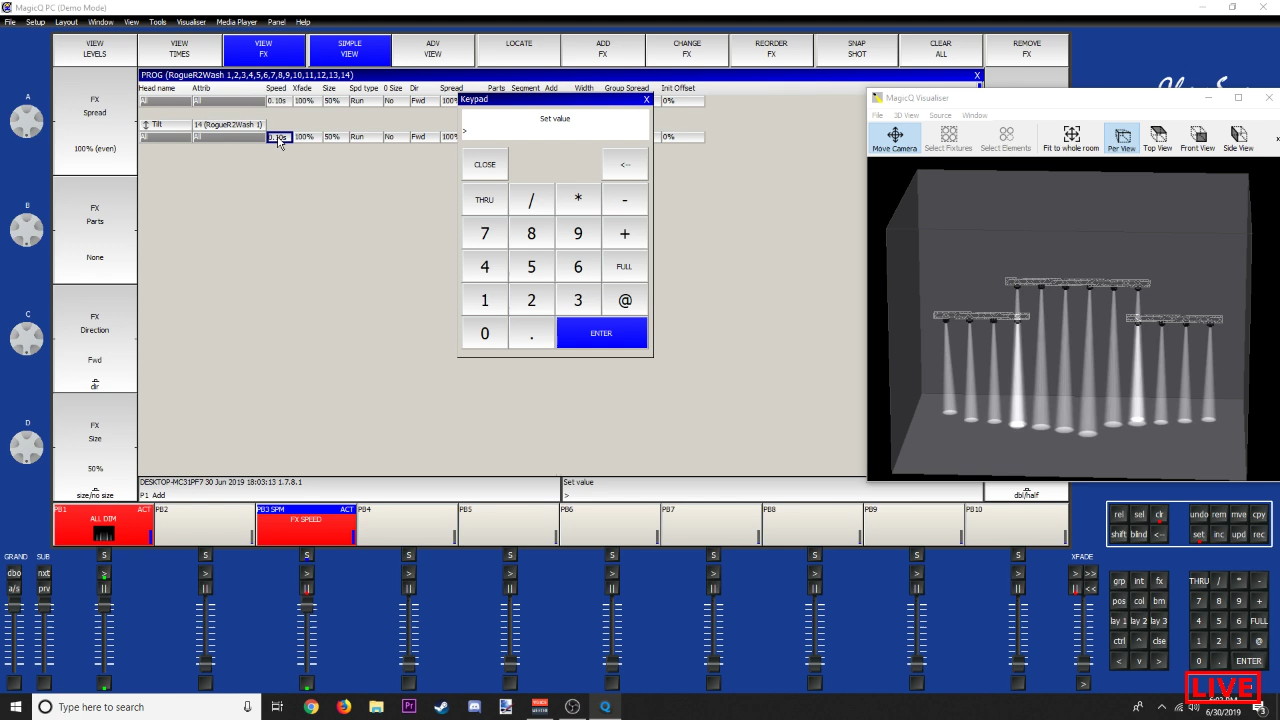 MagicQ PC (Demo Mode)
File Setup Layout Window View Tools Visualiser Media Player Panel Help
VIEW LEVELS
VIEW TIMES
VIEW FX
SIMPLE VIEW
ADV VIEW
LOCATE
ADD FX
CHANGE FX
REORDER FX
SNAP SHOT
CLEAR ALL
REMOVE FX
PROG (RogueR2Wash 1,2,3,4,5,6,7,8,9,10,11,12,13,14) X
Head name Attrib Speed Xfade Size Spd type 0 Size Dir Spread Parts Segment Add Width Group Spread Init Offset
All All 0.10s 100% 50% Run No Fwd 100% 0%
Tilt 14 (RogueR2Wash 1)
All All 0.10s 100% 50% Run No Fwd 100% 0%
A
FX
Spread
100% (even)
B
FX
Parts
None
C
FX
Direction
Fwd
dir
D
FX
Size
50%
size/no size
Keypad X
Set value
>
CLOSE <--
THRU / * -
7 8 9 +
4 5 6 FULL
1 2 3 @
0 . ENTER
MagicQ Visualiser
File 3D View Source Window
Move Camera Select Fixtures Select Elements Fit to whole room Per View Top View Front View Side View
DESKTOP-MC31PF7 30 Jun 2019 18:03:13 1.7.8.1
P1 Add
Set value
>
dbl/half
PB1 ACT PB2 PB3 SPM ACT PB4 PB5 PB6 PB7 PB8 PB9 PB10
ALL DIM FX SPEED
GRAND SUB S S S S S S S S S XFADE
dbo nxt > > > > > > > > > > >>
a/s prv || || || || || || || || || || <<
>
rel sel clr undo rem mve cpy
shift blind <-- set inc upd rec
grp int fx THRU / * -
pos col bm 7 8 9 +
lay 1 lay 2 lay 3 4 5 6 FULL
ctrl ^ clse 1 2 3 @
< v > 0 . ENTER
LIVE
Type here to search
6/30/2019